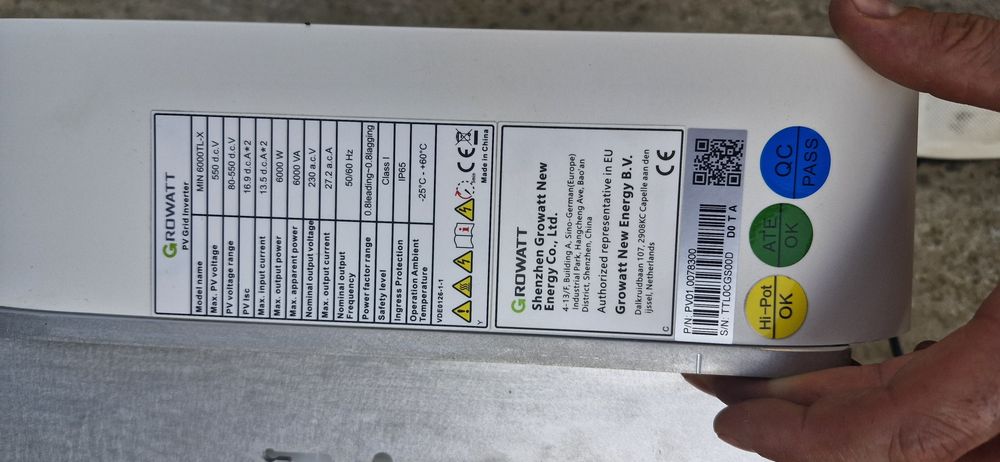 GROWATT
PV Grid Inverter
Model name MIN 6000TL-X
Max. PV voltage 550 d.c.V
PV voltage range 80-550 d.c.V
PV Isc 16.9 d.c.A*2
Max. input current 13.5 d.c.A*2
Max. output power 6000 W
Max. apparent power 6000 VA
Nominal output voltage 230 a.c.V
Max. output current 27.2 a.c.A
Nominal output
Frequency 50/60 Hz
Power factor range 0.8leading~0.8lagging
Safety level Class I
Ingress Protection IP65
Operation Ambient
Temperature -25°C - +60°C
VDE0126-1-1
CE
Made in China
Y
GROWATT
Shenzhen Growatt New
Energy Co., Ltd.
4-13/F, Building A, Sino-German(Europe)
Industrial Park, Hangcheng Ave, Bao'an
District, Shenzhen, China
Authorized representative in EU
Growatt New Energy B. V.
Dalkruidbaan 107, 2908KC Capelle aan den
ijssel, Netherlands
CE
C
P/N: PV01 0078300
S/N: TTL0CGS00D D0 T A
Hi-Pot
OK
ATE
OK
QC
PASS